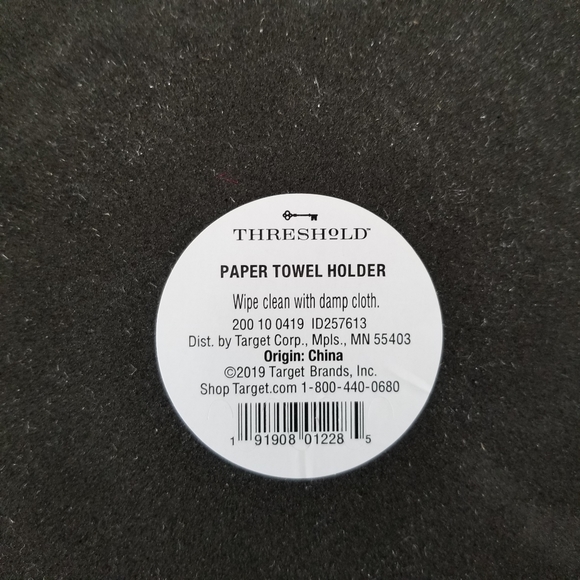 THRESHOLD™
PAPER TOWEL HOLDER
Wipe clean with damp cloth.
200 10 0419 ID257613
Dist. by Target Corp., Mpls., MN 55403
Origin: China
©2019 Target Brands, Inc.
Shop Target.com 1-800-440-0680
1 91908 01228 5